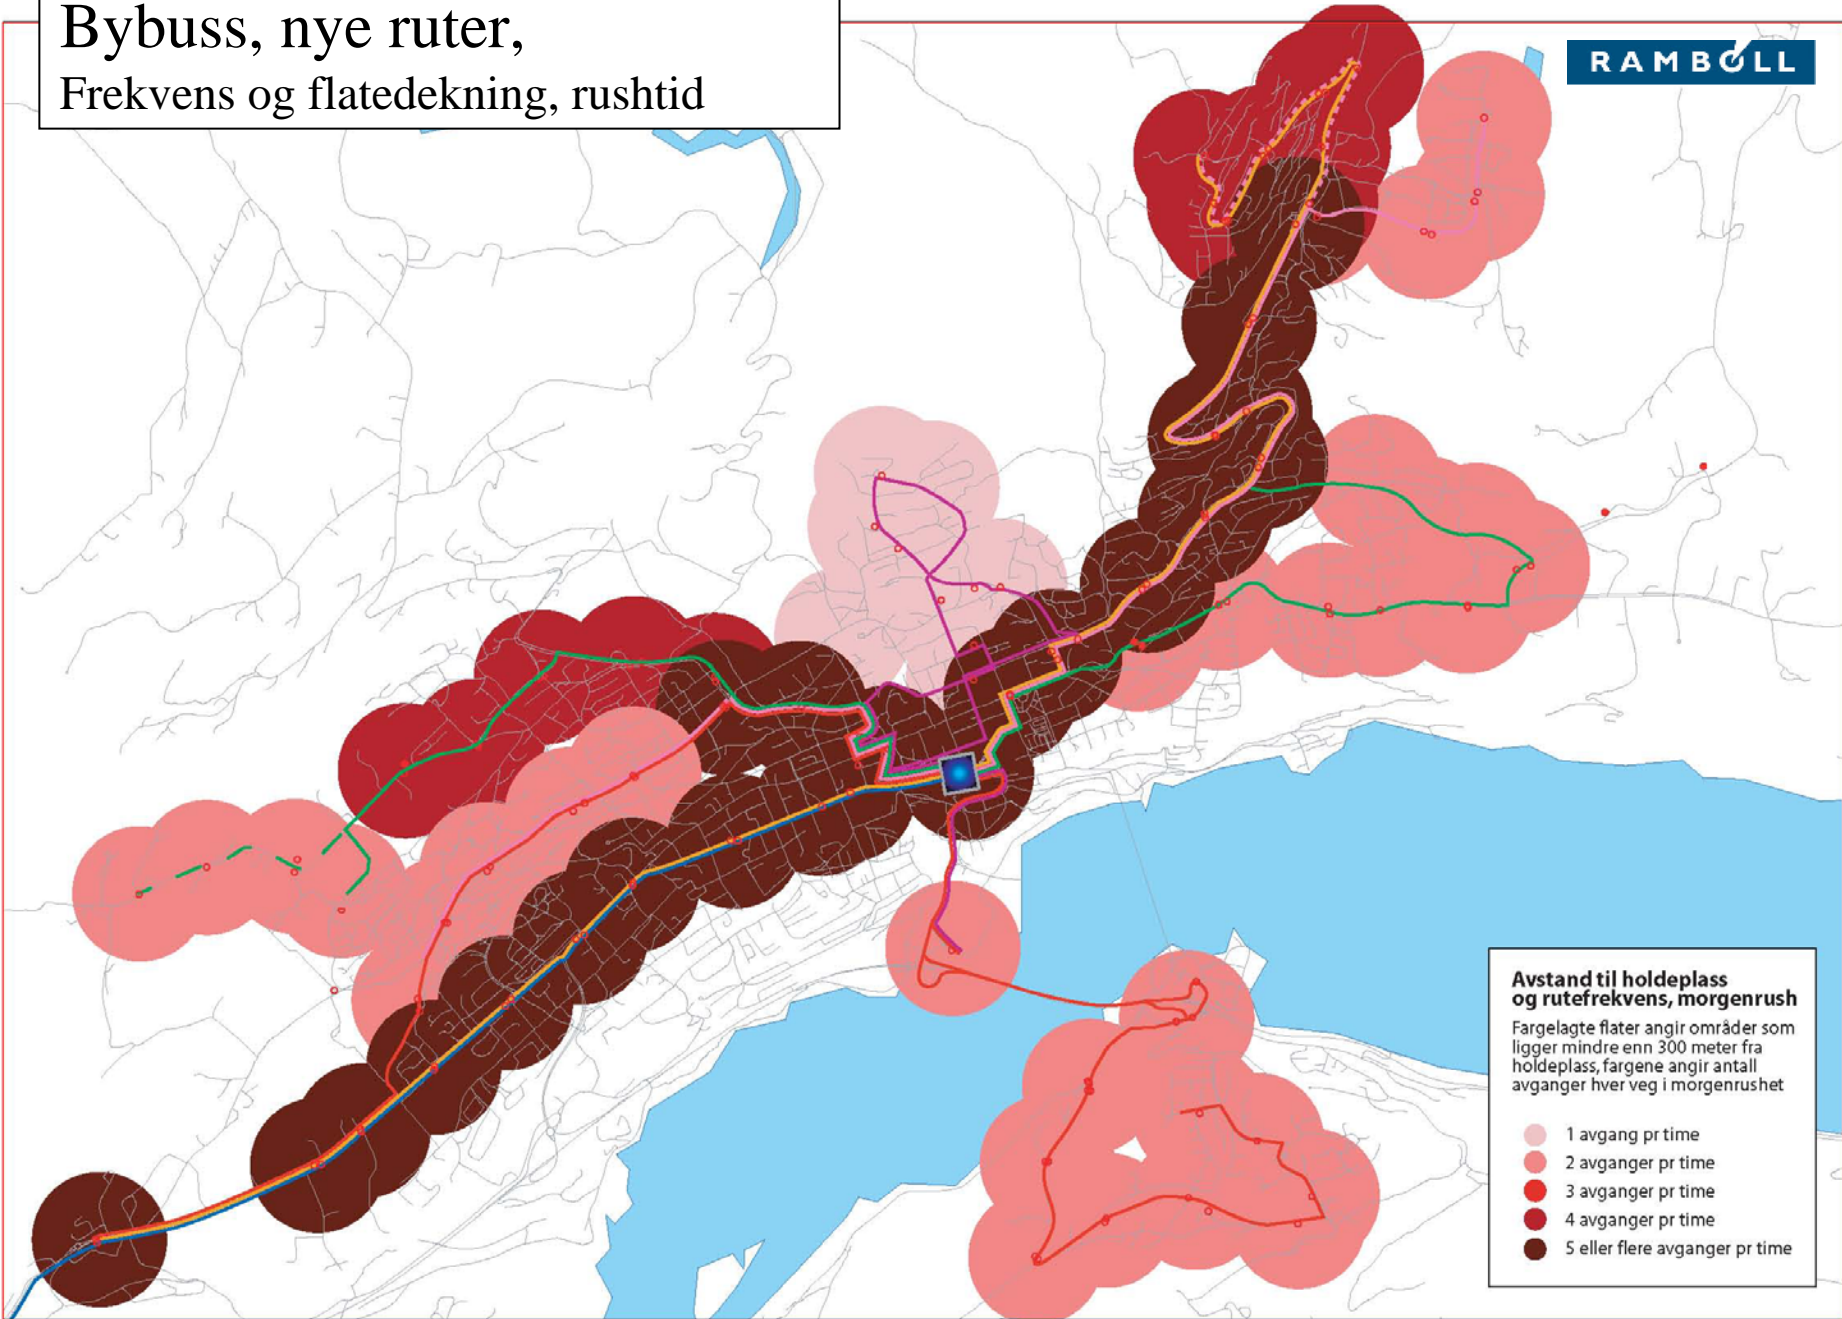 Bybuss, nye ruter,
Frekvens og flatedekning, rushtid
RAMBØLL
Avstand til holdeplass
og rutefrekvens, morgenrush
Fargelagte flater angir områder som
ligger mindre enn 300 meter fra
holdeplass, fargene angir antall
avganger hver veg i morgenrushet
1 avgang pr time
2 avganger pr time
3 avganger pr time
4 avganger pr time
5 eller flere avganger pr time